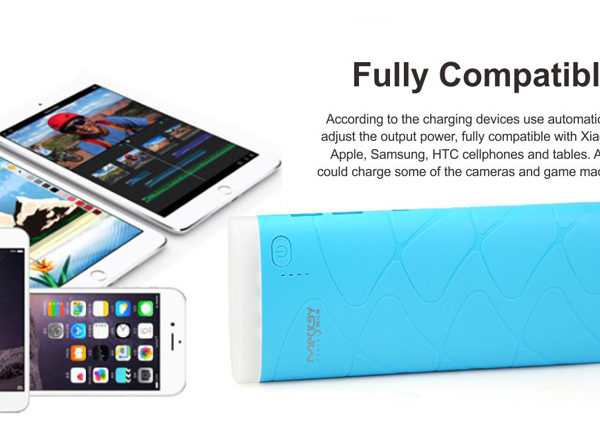 Fully Compatibl
According to the charging devices use automatic
adjust the output power, fully compatible with Xiao
Apple, Samsung, HTC cellphones and tables. A
could charge some of the cameras and game mac